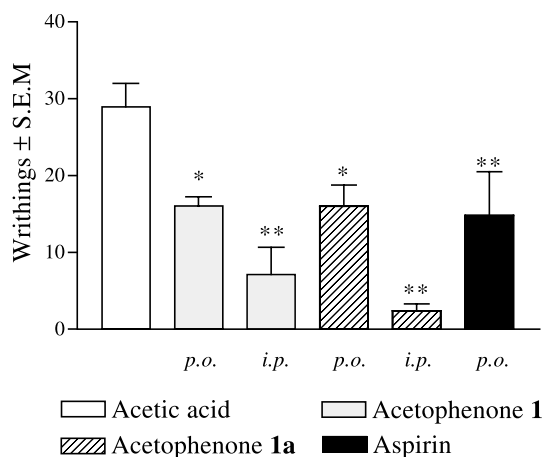 40
30
20
10
0
Writhings ± S.E.M
*
**
*
**
**
p.o. i.p. p.o. i.p. p.o.
Acetic acid Acetophenone 1
Acetophenone 1a Aspirin